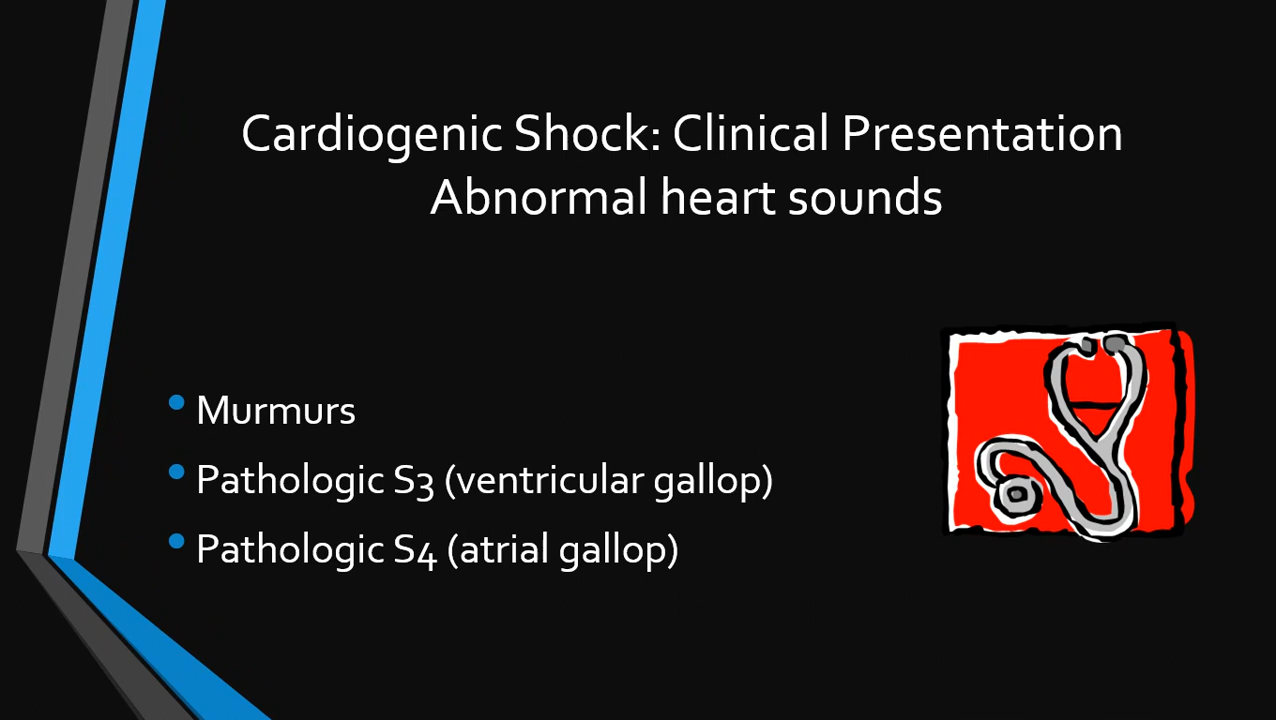 Cardiogenic Shock: Clinical Presentation
Abnormal heart sounds
Murmurs
Pathologic S3 (ventricular gallop)
Pathologic S4 (atrial gallop)